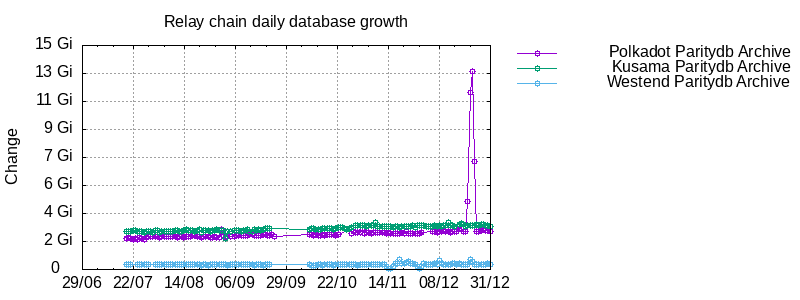 Relay chain daily database growth
15 Gi
13 Gi
11 Gi
9 Gi
7 Gi
6 Gi
4 Gi
2 Gi
0
Change
29/06 22/07 14/08 06/09 29/09 22/10 14/11 08/12 31/12
Polkadot Paritydb Archive
Kusama Paritydb Archive
Westend Paritydb Archive